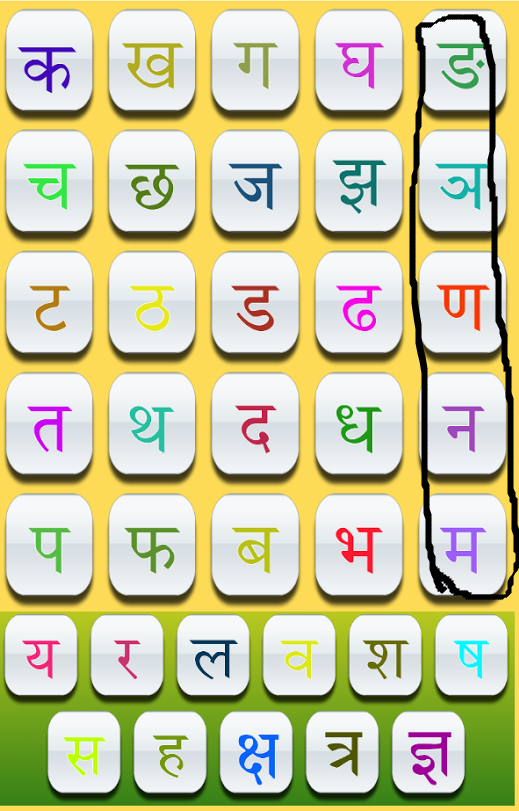 क ख ग घ ङ
च छ ज झ ञ
ट ठ ड ढ ण
त थ द ध न
प फ ब भ म
य र ल व श ष
स ह क्ष त्र ज्ञ